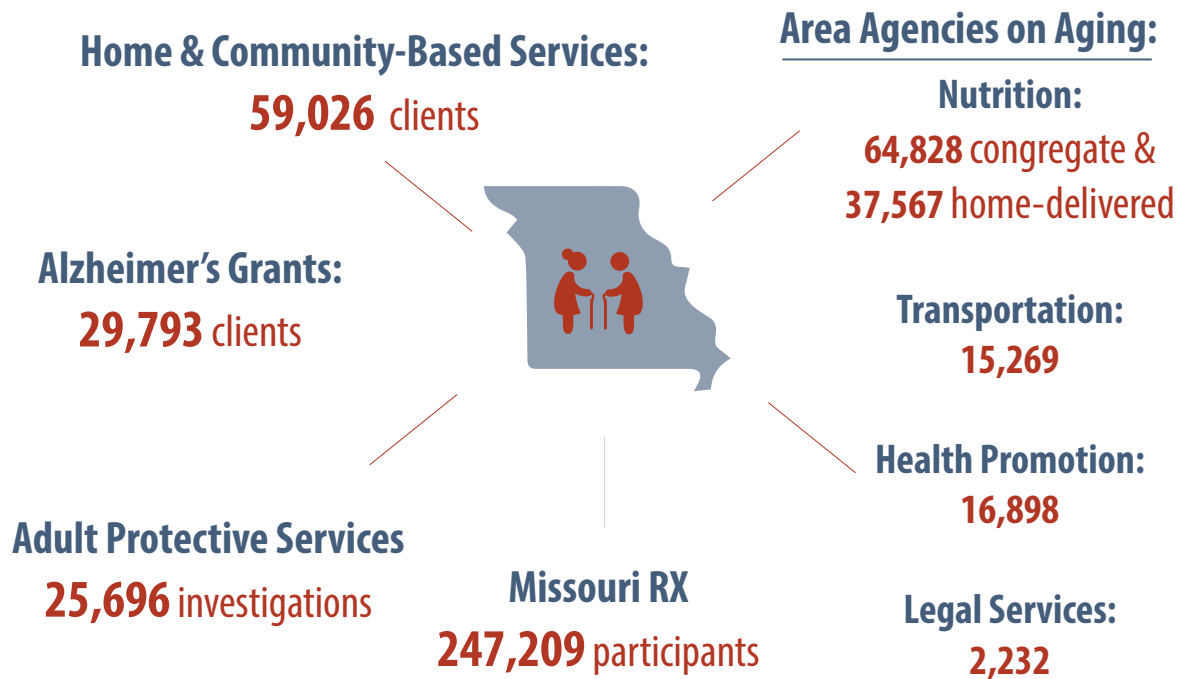 Home & Community-Based Services:
59,026 clients
Alzheimer’s Grants:
29,793 clients
Adult Protective Services
25,696 investigations
Missouri RX
247,209 participants
Area Agencies on Aging:
Nutrition:
64,828 congregate &
37,567 home-delivered
Transportation:
15,269
Health Promotion:
16,898
Legal Services:
2,232